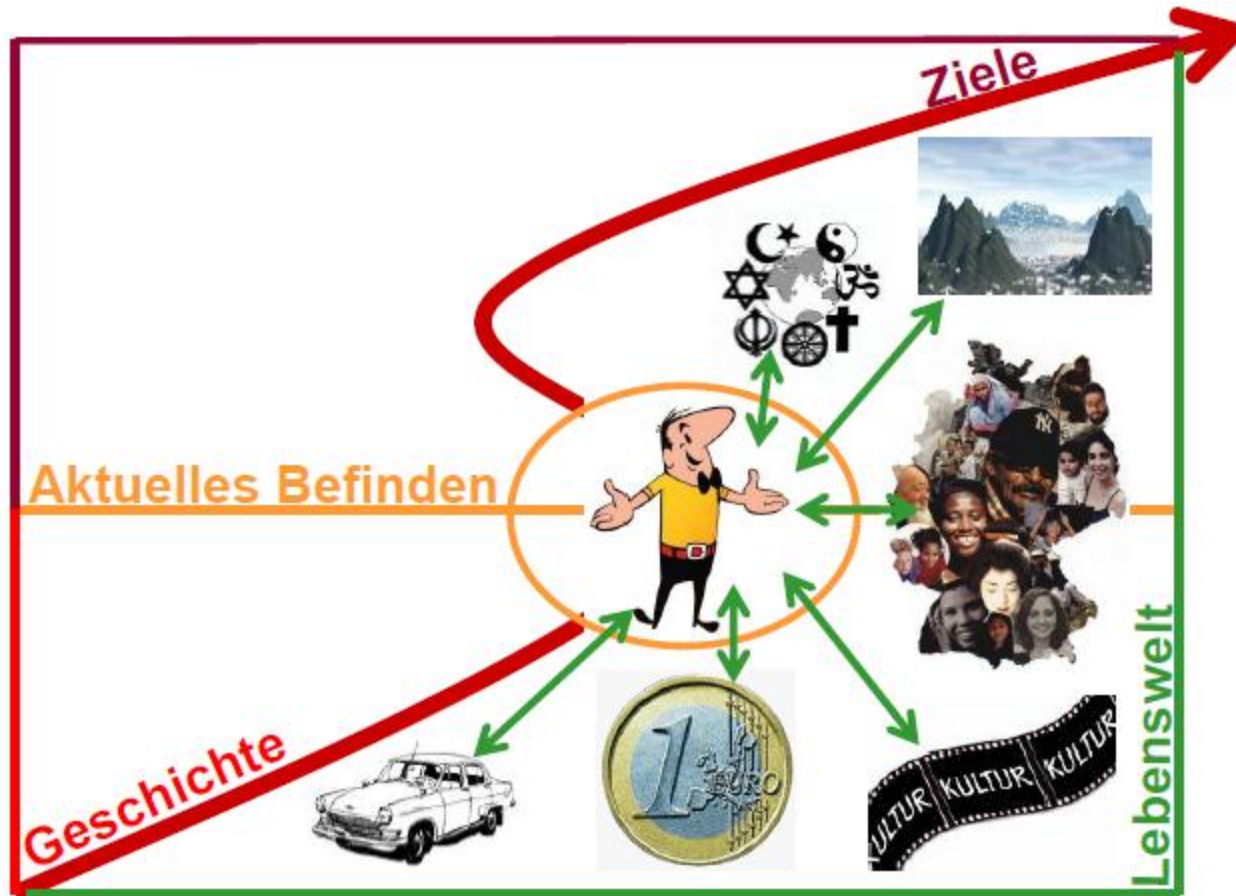 Ziele
NY
Aktuelles Befinden
Lebenswelt
Geschichte
1
EURO
KULTUR KULTUR KULTUR